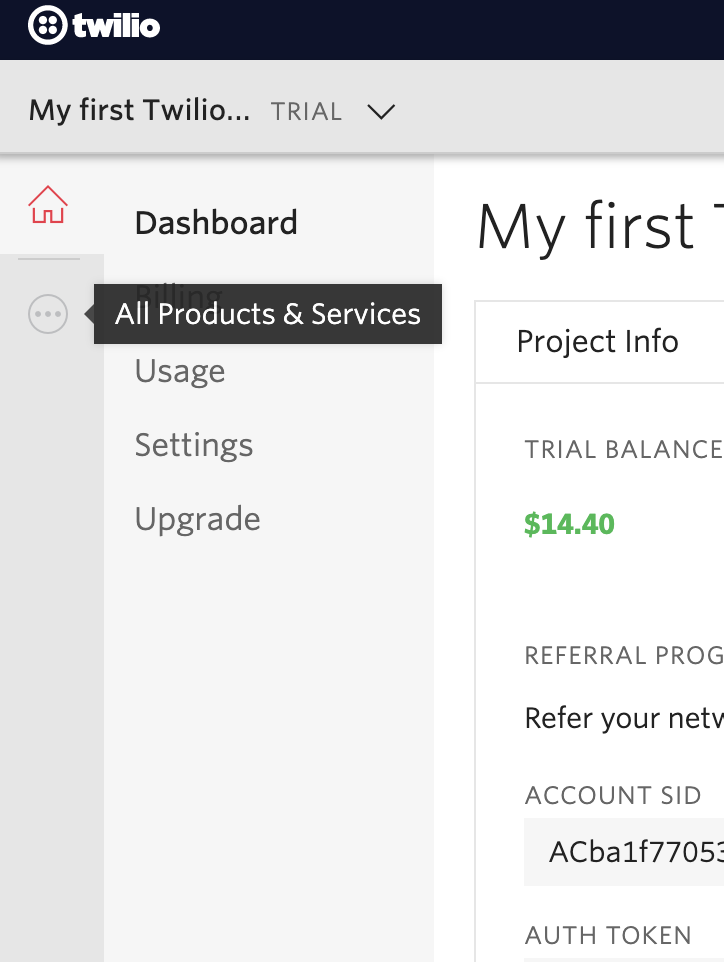 twilio
My first Twilio... TRIAL
Dashboard
My first
Billing
All Products & Services
Project Info
Usage
TRIAL BALANCE
Settings
$14.40
Upgrade
REFERRAL PROG
Refer your netw
ACCOUNT SID
ACba1f77053
AUTH TOKEN